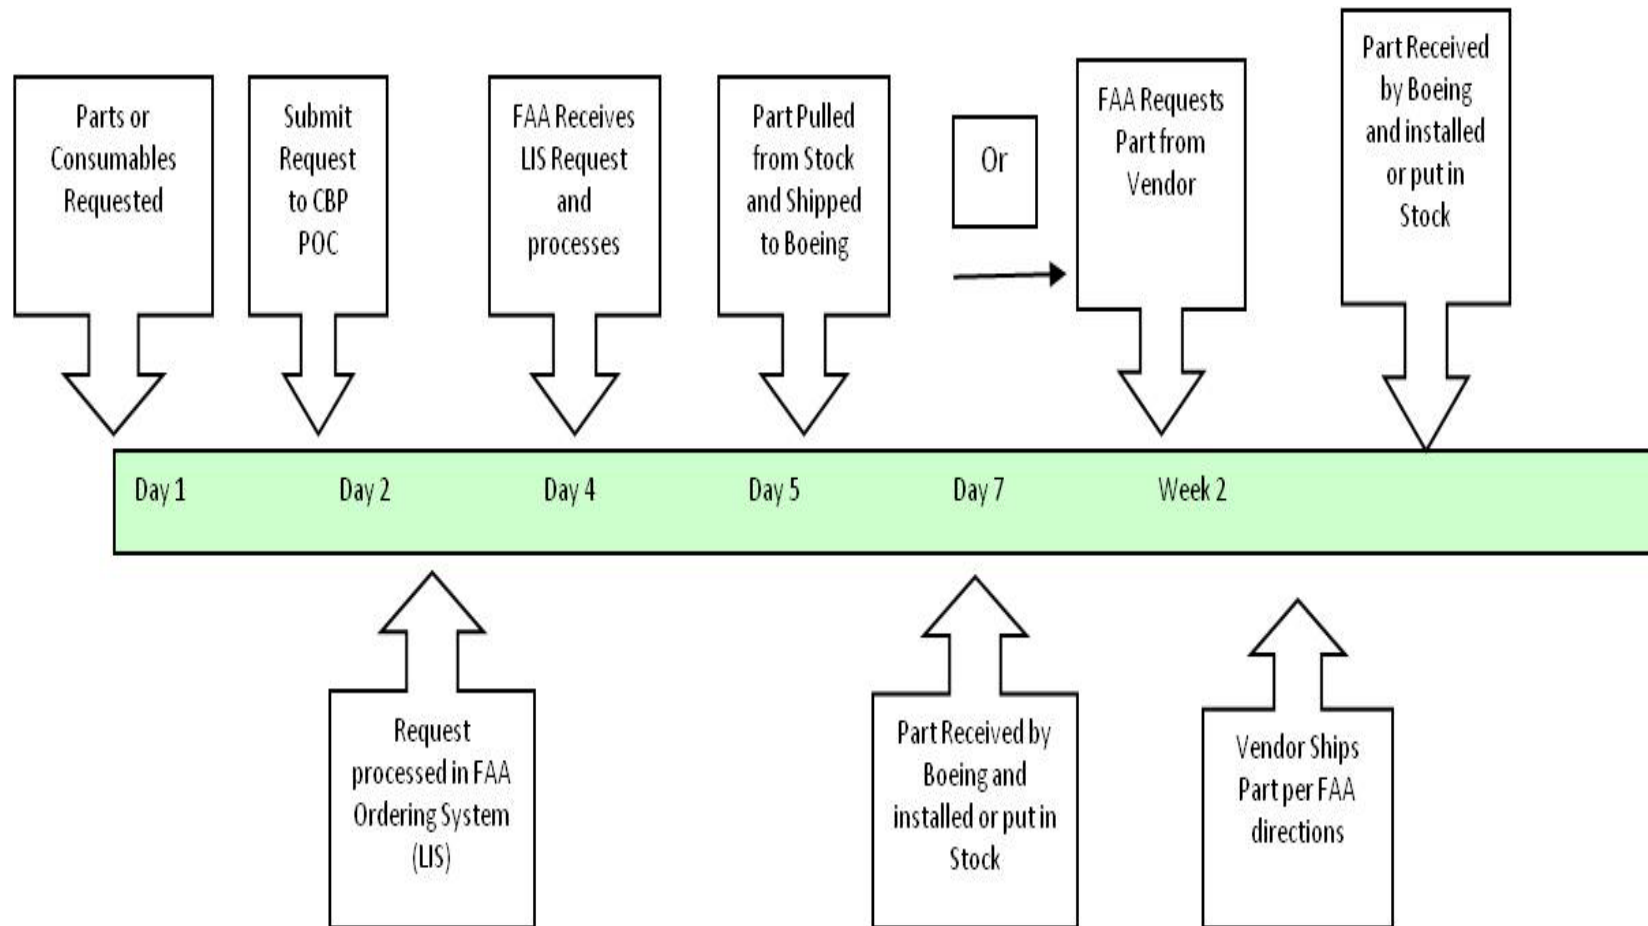 Parts or
Consumables
Requested
Submit
Request
to CBP
POC
FAA Receives
LIS Request
and
processes
Part Pulled
from Stock
and Shipped
to Boeing
Or
FAA Requests
Part from
Vendor
Part Received
by Boeing
and installed
or put in
Stock
Day 1
Day 2
Day 4
Day 5
Day 7
Week 2
Request
processed in FAA
Ordering System
(LIS)
Part Received by
Boeing and
installed or put in
Stock
Vendor Ships
Part per FAA
directions